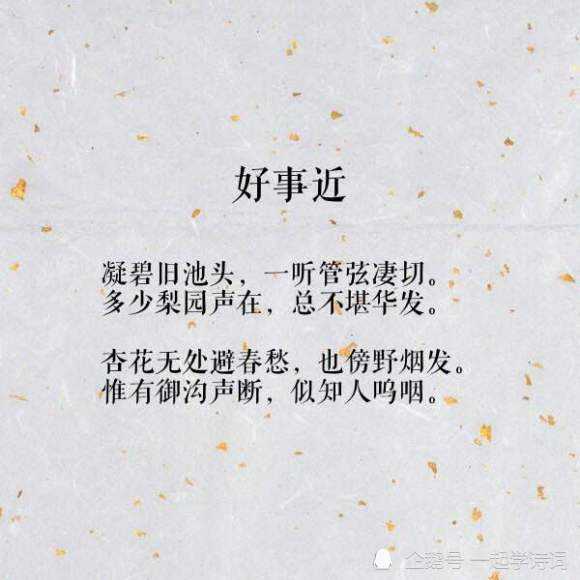 好事近
凝碧旧池头，一听管弦凄切。
多少梨园声在，总不堪华发。
杏花无处避春愁，也傍野烟发。
惟有御沟声断，似知人呜咽。
企鹅号 一起学诗词